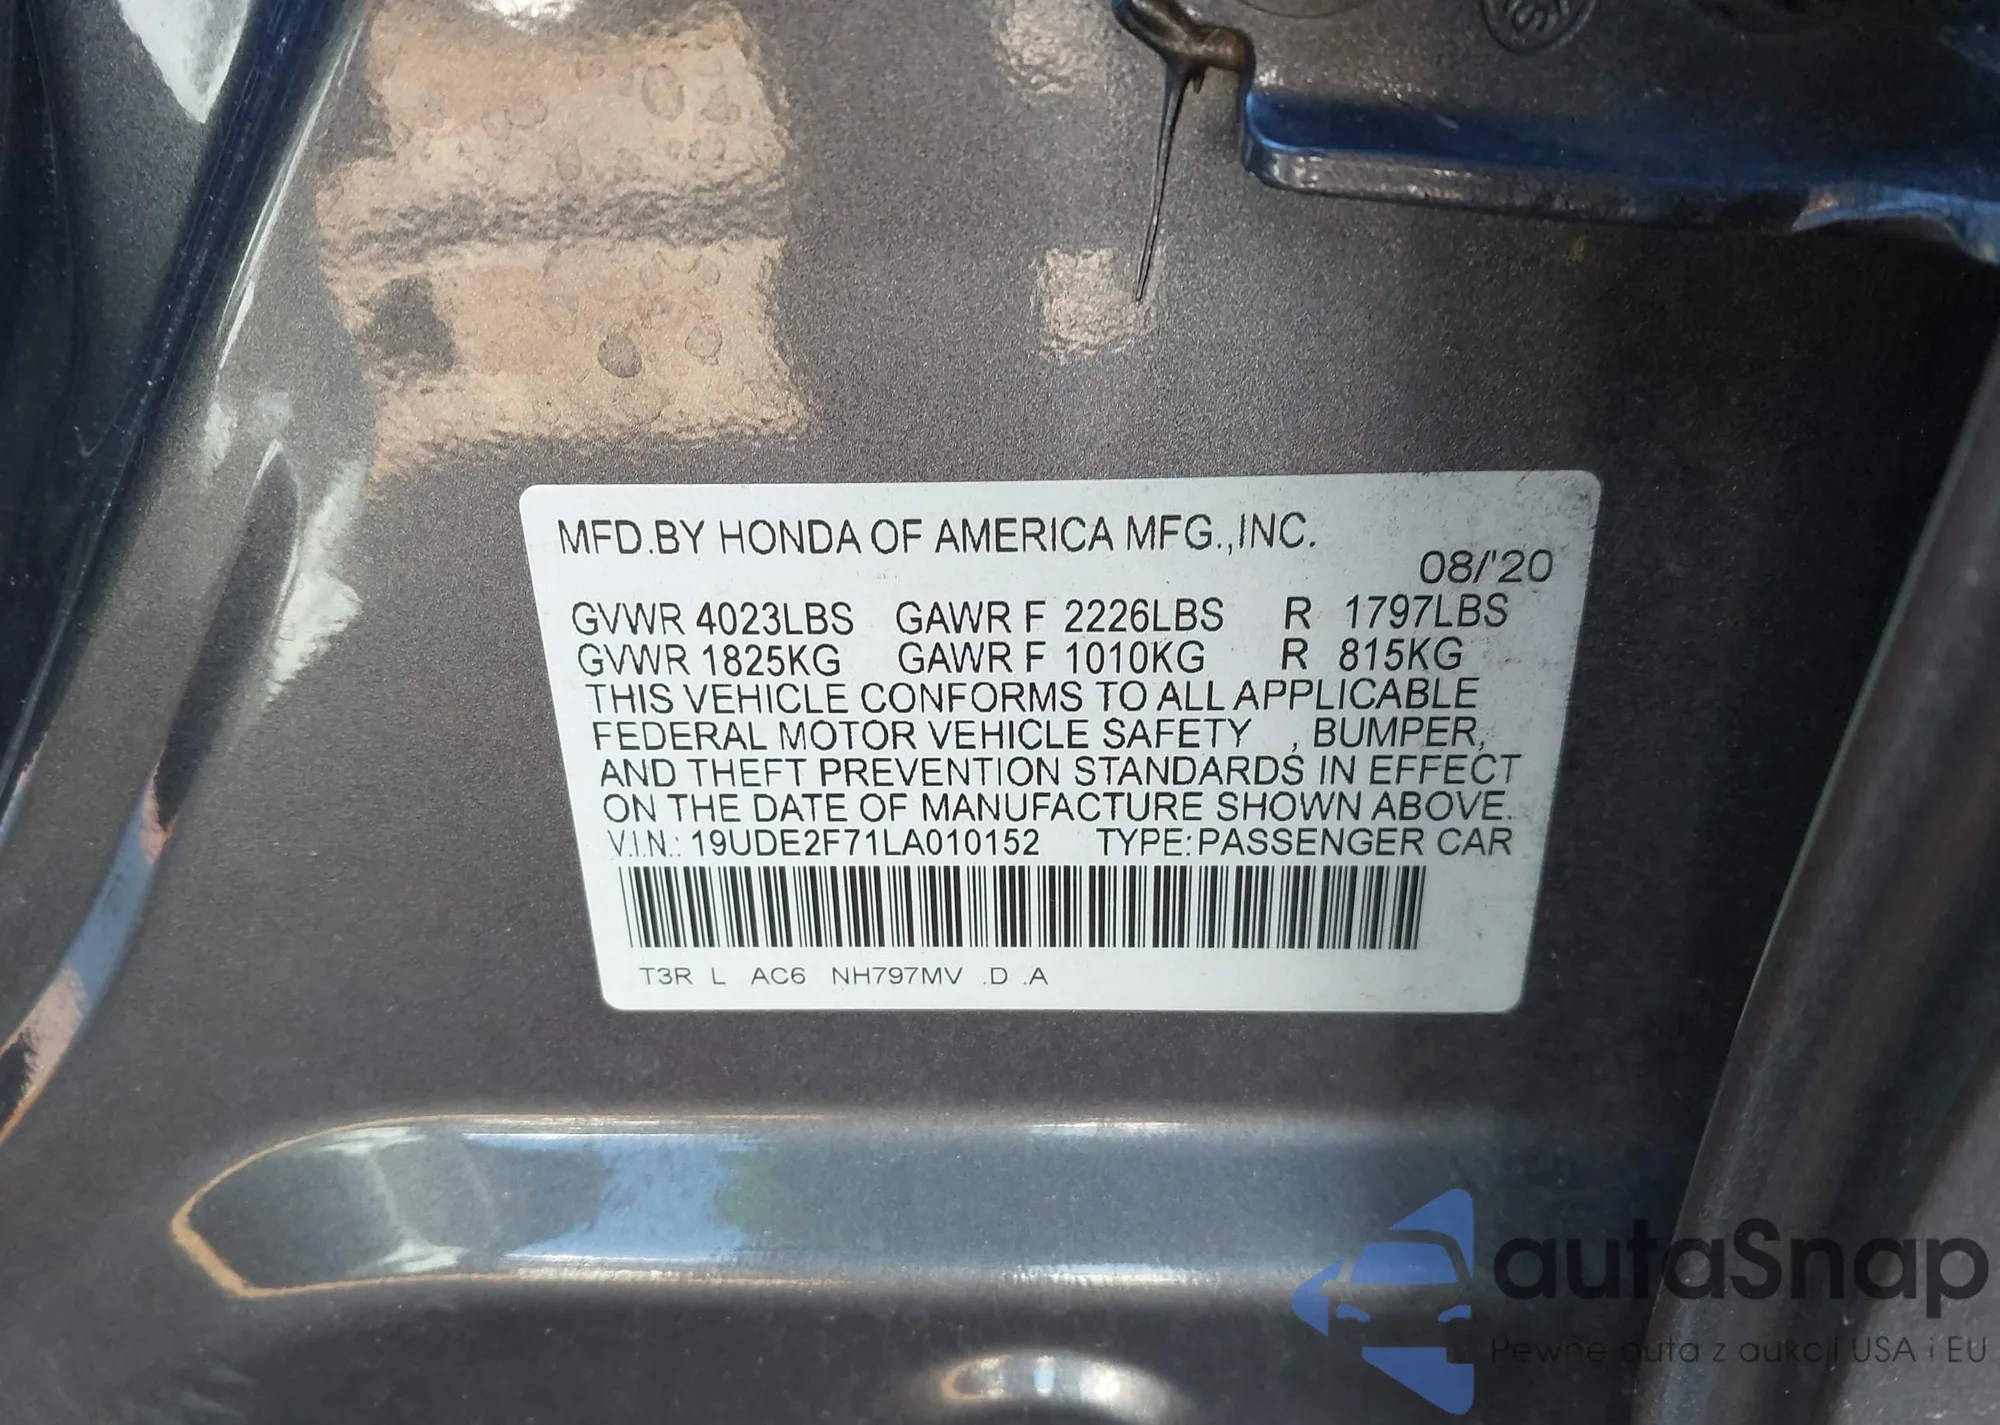 MFD.BY HONDA OF AMERICA MFG.,INC.
08/'20
GVWR 4023LBS GAWR F 2226LBS R 1797LBS
GVWR 1825KG GAWR F 1010KG R 815KG
THIS VEHICLE CONFORMS TO ALL APPLICABLE
FEDERAL MOTOR VEHICLE SAFETY , BUMPER,
AND THEFT PREVENTION STANDARDS IN EFFECT
ON THE DATE OF MANUFACTURE SHOWN ABOVE.
V.I.N.: 19UDE2F71LA010152 TYPE:PASSENGER CAR
T3R L AC6 NH797MV .D .A
autaSnap
Pewne auta z aukcji USA i EU